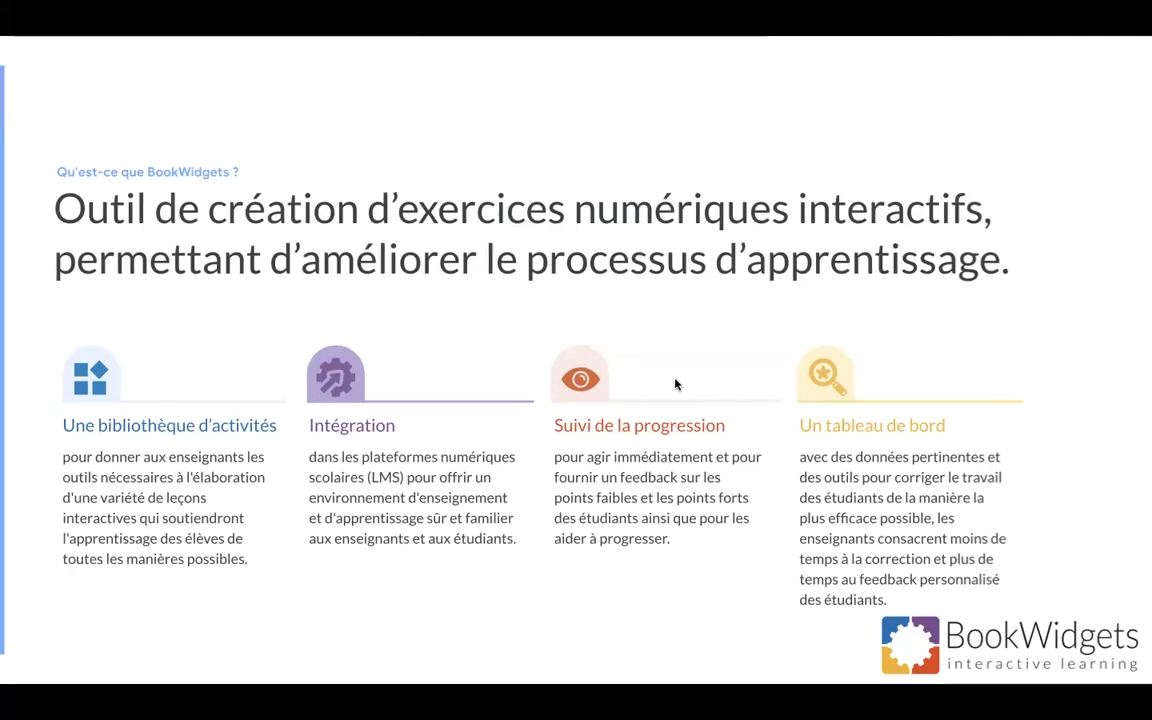 Qu'est-ce que BookWidgets ?
Outil de création d’exercices numériques interactifs,
permettant d’améliorer le processus d’apprentissage.
Une bibliothèque d'activités
pour donner aux enseignants les
outils nécessaires à l'élaboration
d'une variété de leçons
interactives qui soutiendront
l'apprentissage des élèves de
toutes les manières possibles.
Intégration
dans les plateformes numériques
scolaires (LMS) pour offrir un
environnement d'enseignement
et d'apprentissage sûr et familier
aux enseignants et aux étudiants.
Suivi de la progression
pour agir immédiatement et pour
fournir un feedback sur les
points faibles et les points forts
des étudiants ainsi que pour les
aider à progresser.
Un tableau de bord
avec des données pertinentes et
des outils pour corriger le travail
des étudiants de la manière la
plus efficace possible, les
enseignants consacrent moins de
temps à la correction et plus de
temps au feedback personnalisé
des étudiants.
BookWidgets
interactive learning